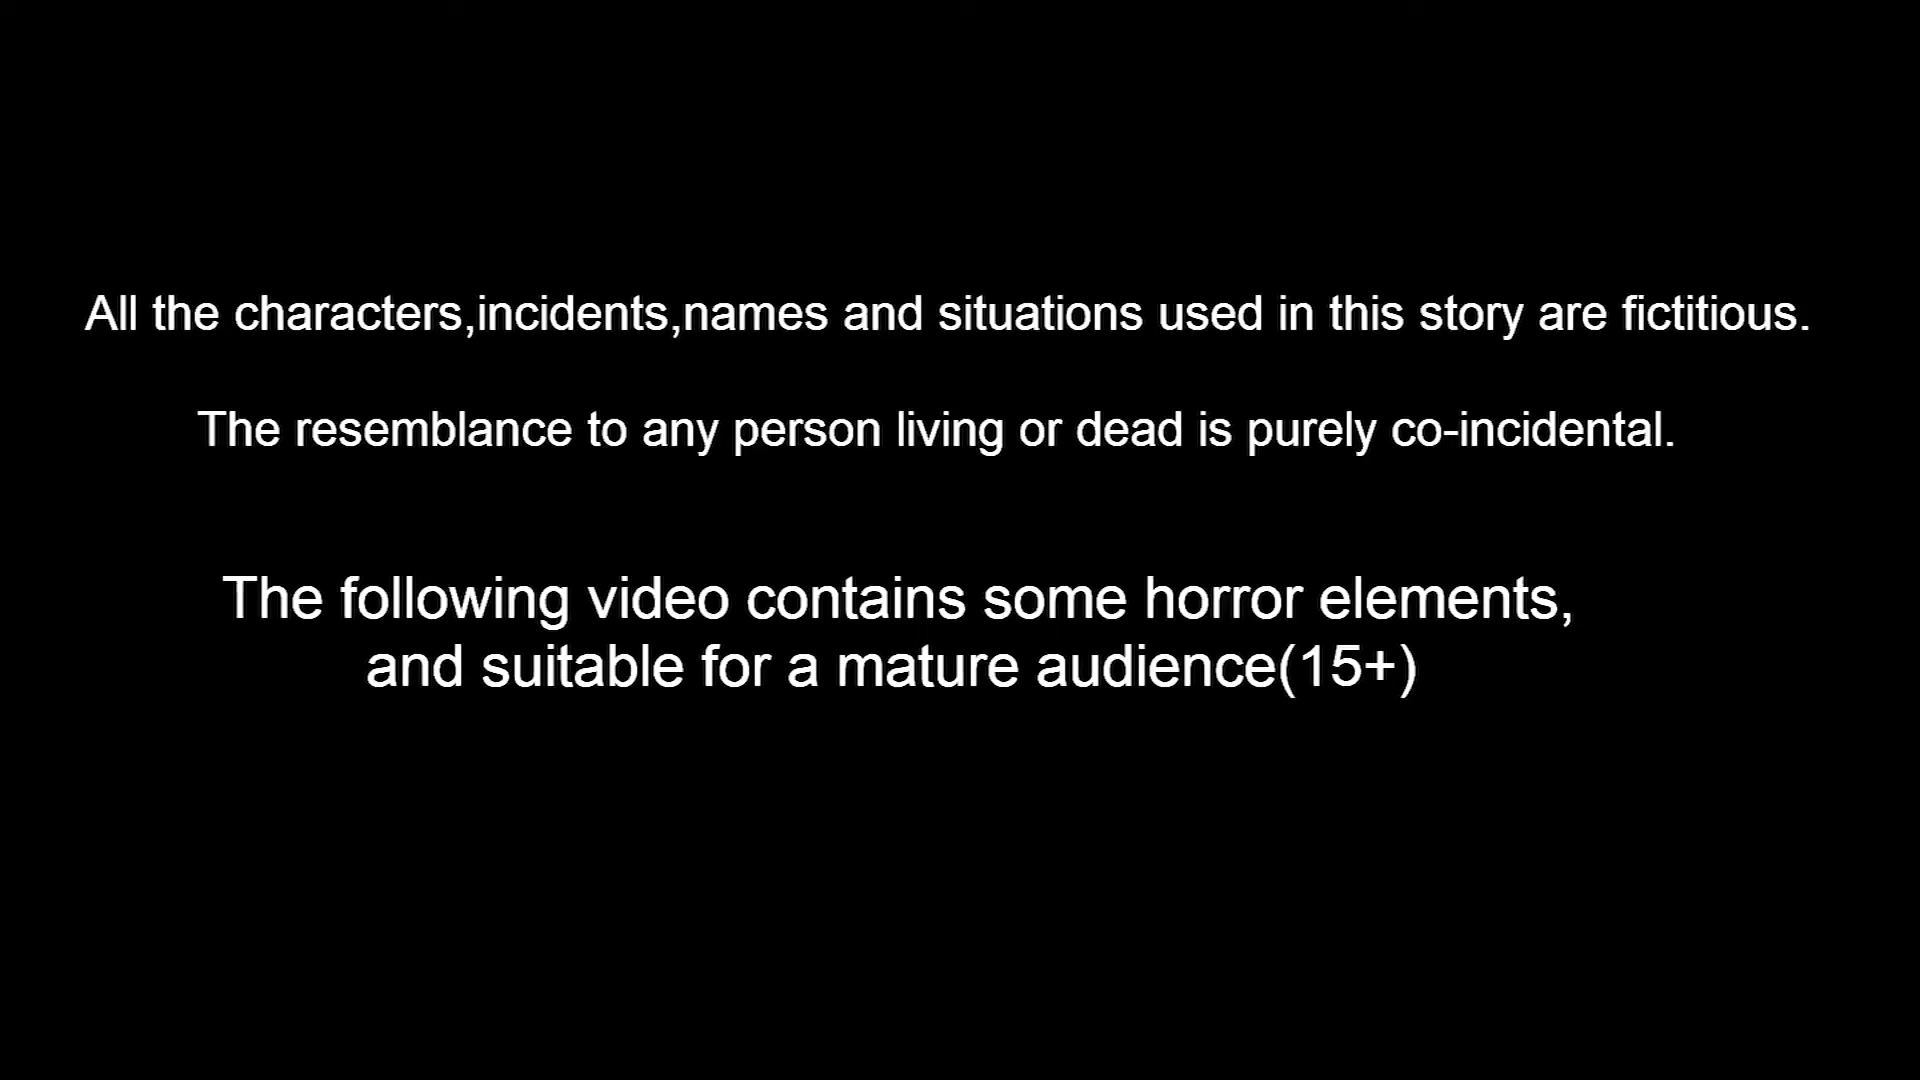 All the characters,incidents,names and situations used in this story are fictitious.
The resemblance to any person living or dead is purely co-incidental.
The following video contains some horror elements,
and suitable for a mature audience(15+)